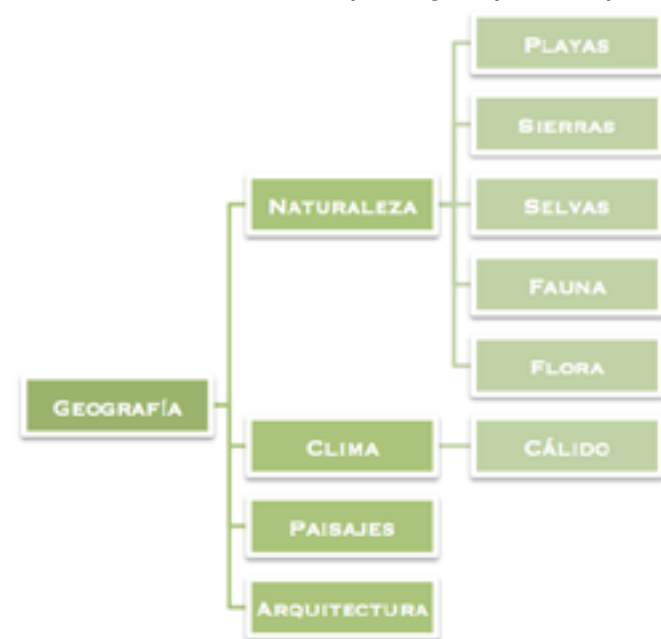 PLAYAS
SIERRAS
NATURALEZA
SELVAS
FAUNA
FLORA
GEOGRAFÍA
CLIMA
CÁLIDO
PAISAJES
ARQUITECTURA